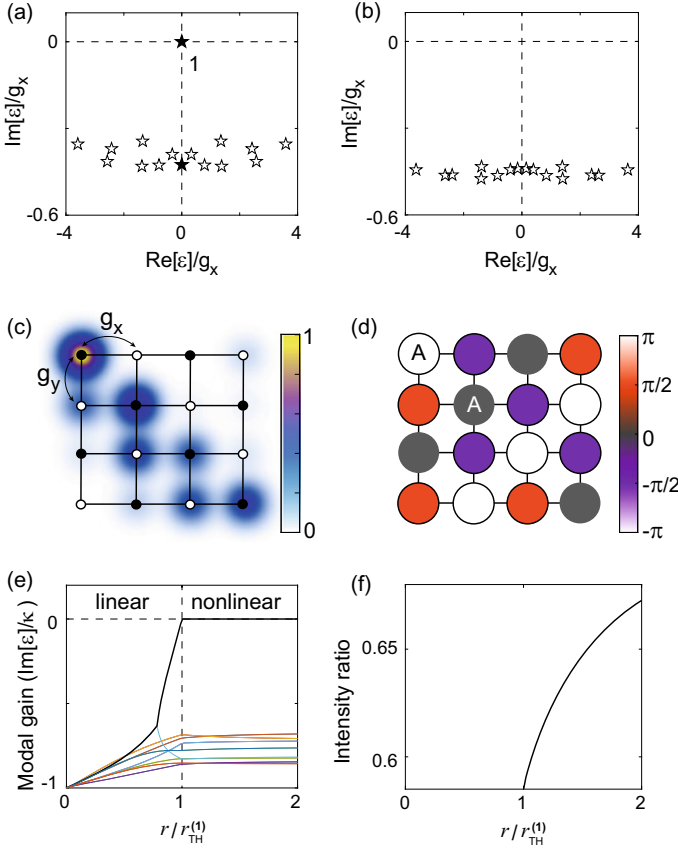 (a)
0
1
Im[ε]/gx
-0.6
-4 0 4
Re[ε]/gx
(b)
0
Im[ε]/gx
-0.6
-4 0 4
Re[ε]/gx
(c)
gx
gy
1
0
(d)
A
A
π
π/2
0
-π/2
-π
(e)
linear nonlinear
0
-1
Modal gain (Im[ε]/κ)
0 1 2
r/r_TH^(1)
(f)
Intensity ratio
0.65
0.6
0 1 2
r/r_TH^(1)